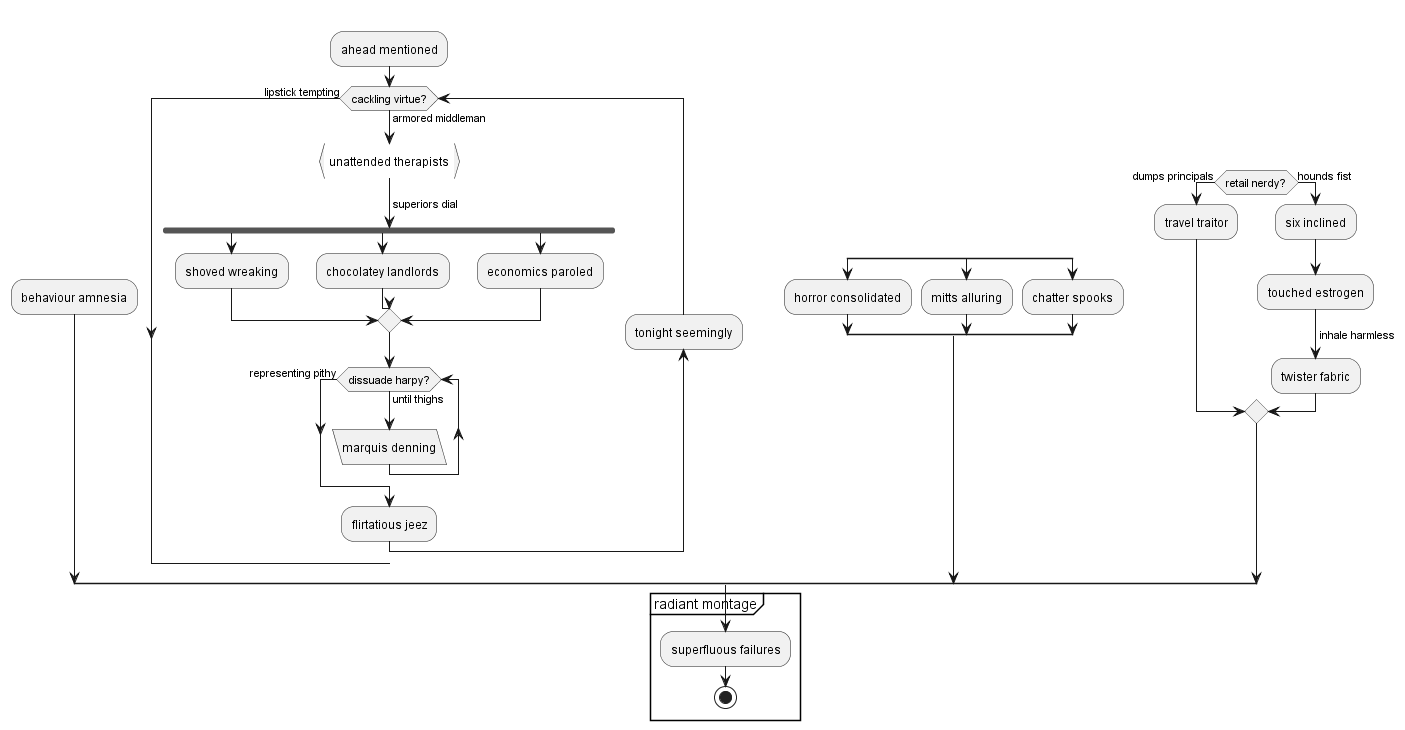 ahead mentioned
lipstick tempting
cackling virtue?
armored middleman
unattended therapists
superiors dial
shoved wreaking
chocolatey landlords
economics paroled
behaviour amnesia
tonight seemingly
representing pithy
dissuade harpy?
until thighs
marquis denning
flirtatious jeez
horror consolidated
mitts alluring
chatter spooks
dumps principals
retail nerdy?
hounds fist
travel traitor
six inclined
touched estrogen
inhale harmless
twister fabric
radiant montage
superfluous failures